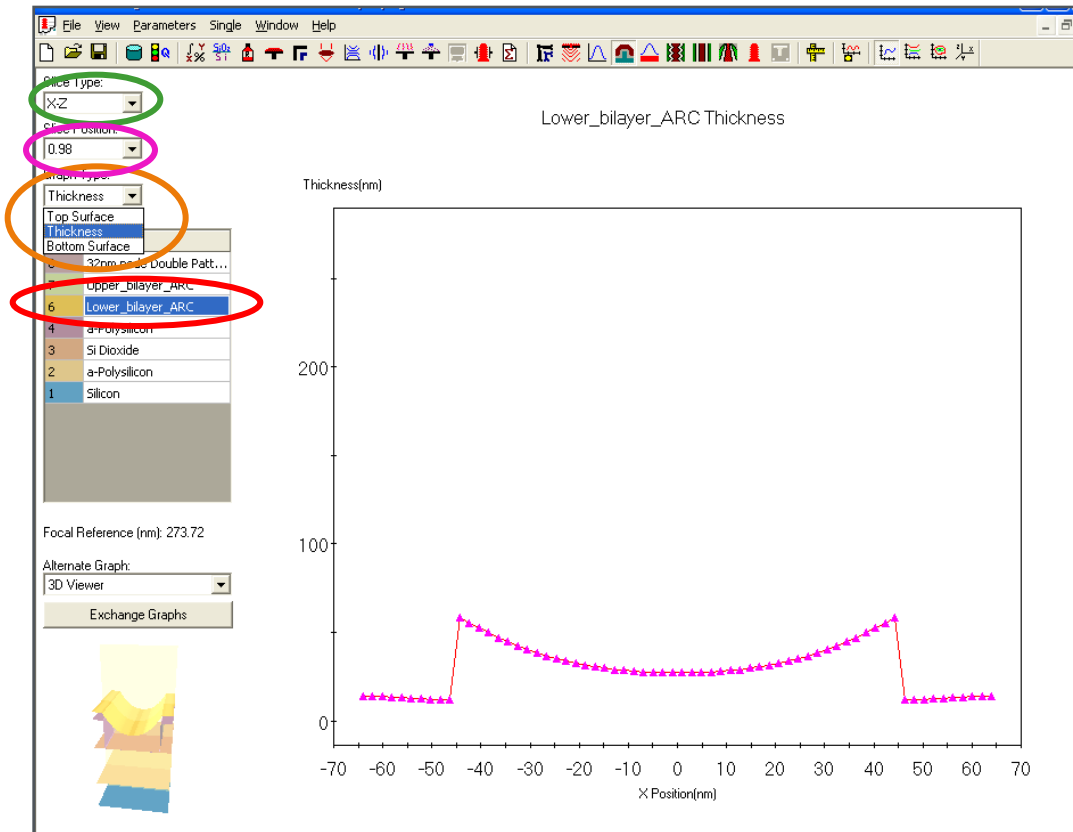 File View Parameters Single Window Help
Slice Type:
X-Z
Slice Position:
0.98
Graph Type:
Thickness
Top Surface
Thickness
Bottom Surface
8 32nm node Double Patt...
7 Upper_bilayer_ARC
6 Lower_bilayer_ARC
4 a-Polysilicon
3 Si Dioxide
2 a-Polysilicon
1 Silicon
Focal Reference (nm): 273.72
Alternate Graph:
3D Viewer
Exchange Graphs
Lower_bilayer_ARC Thickness
Thickness(nm)
200
100
0
-70 -60 -50 -40 -30 -20 -10 0 10 20 30 40 50 60 70
X Position(nm)